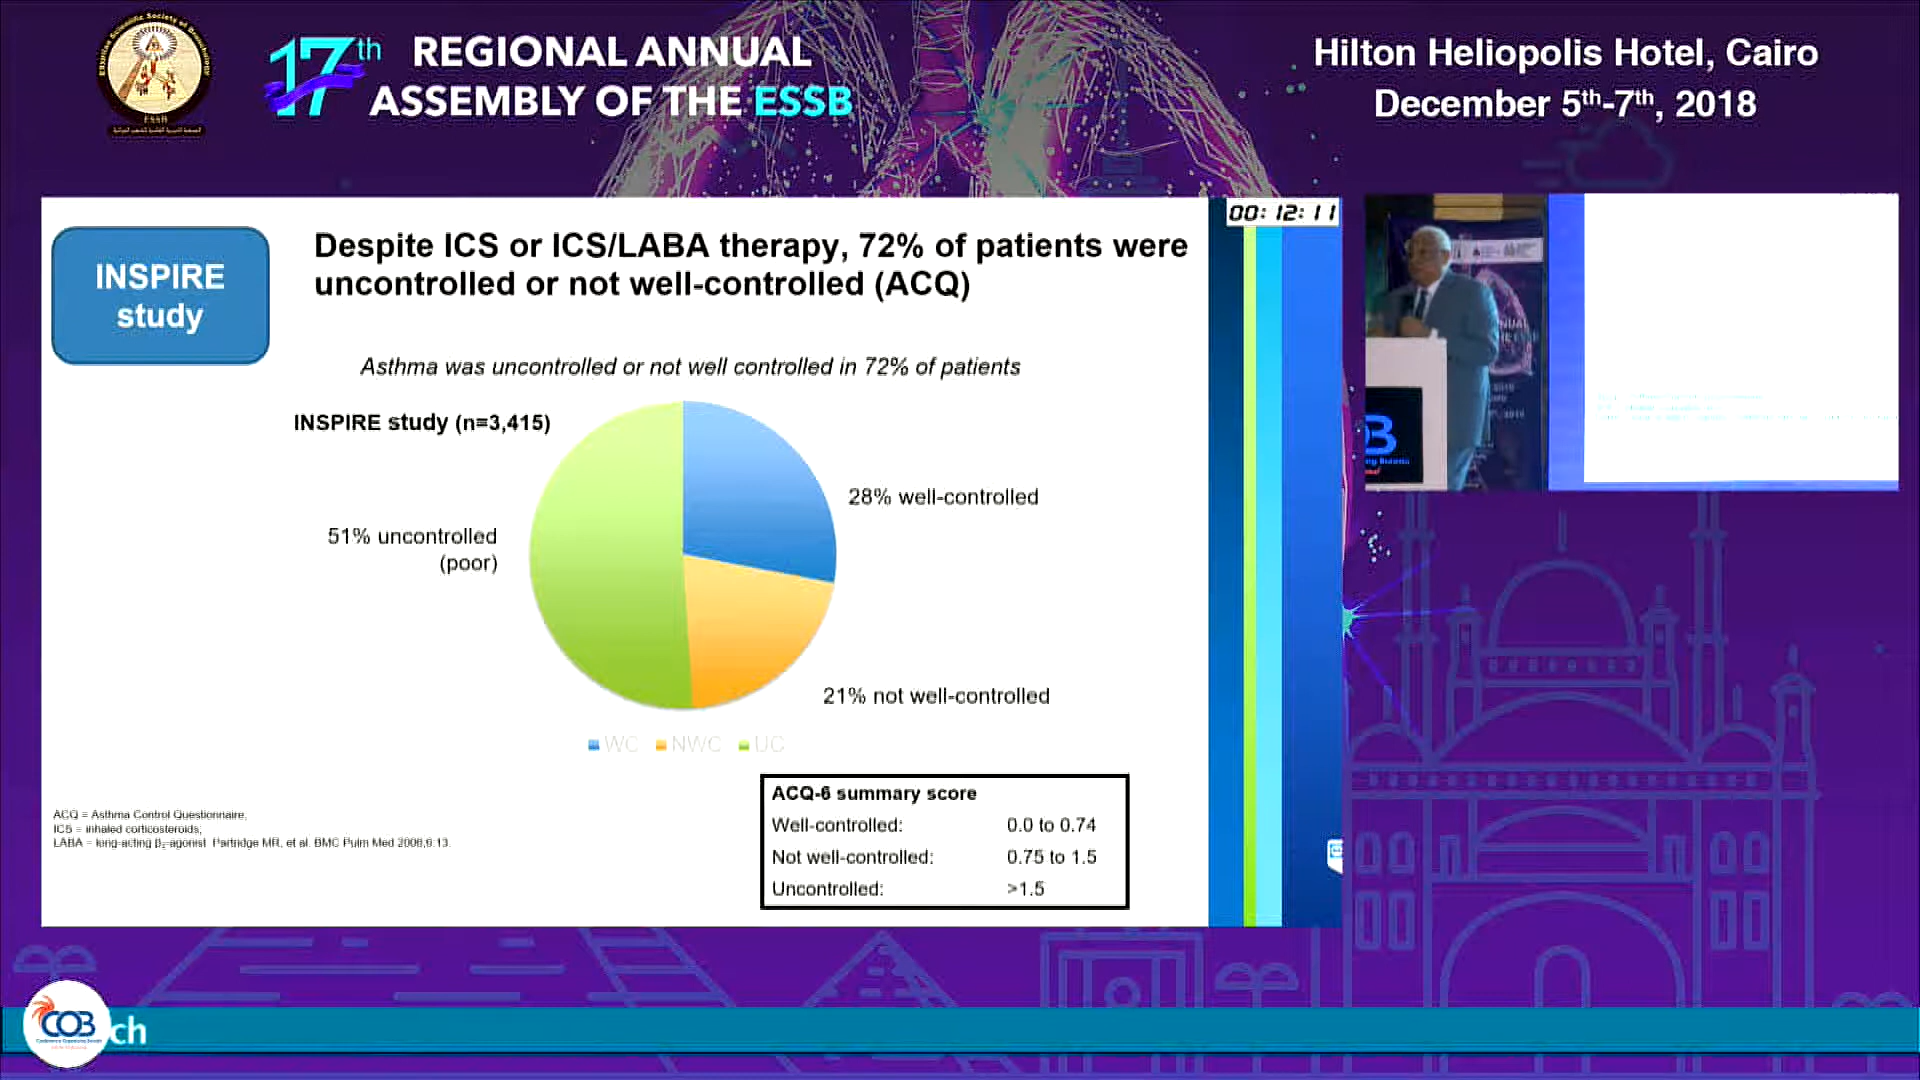 17th REGIONAL ANNUAL
ASSEMBLY OF THE ESSB
ESSB
Hilton Heliopolis Hotel, Cairo
December 5th-7th, 2018
00:12:11
INSPIRE
study
Despite ICS or ICS/LABA therapy, 72% of patients were
uncontrolled or not well-controlled (ACQ)
Asthma was uncontrolled or not well controlled in 72% of patients
INSPIRE study (n=3,415)
28% well-controlled
51% uncontrolled
(poor)
21% not well-controlled
WC NWC UC
ACQ-6 summary score
Well-controlled: 0.0 to 0.74
Not well-controlled: 0.75 to 1.5
Uncontrolled: >1.5
ACQ = Asthma Control Questionnaire;
ICS = inhaled corticosteroids;
LABA = long-acting β2-agonist Partridge MR, et al. BMC Pulm Med 2006;6:13.
COB
ch